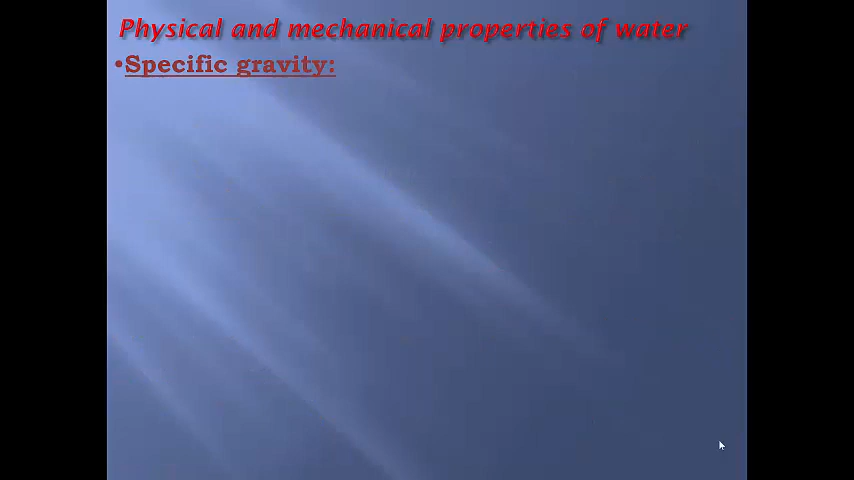 Physical and mechanical properties of water
•Specific gravity: